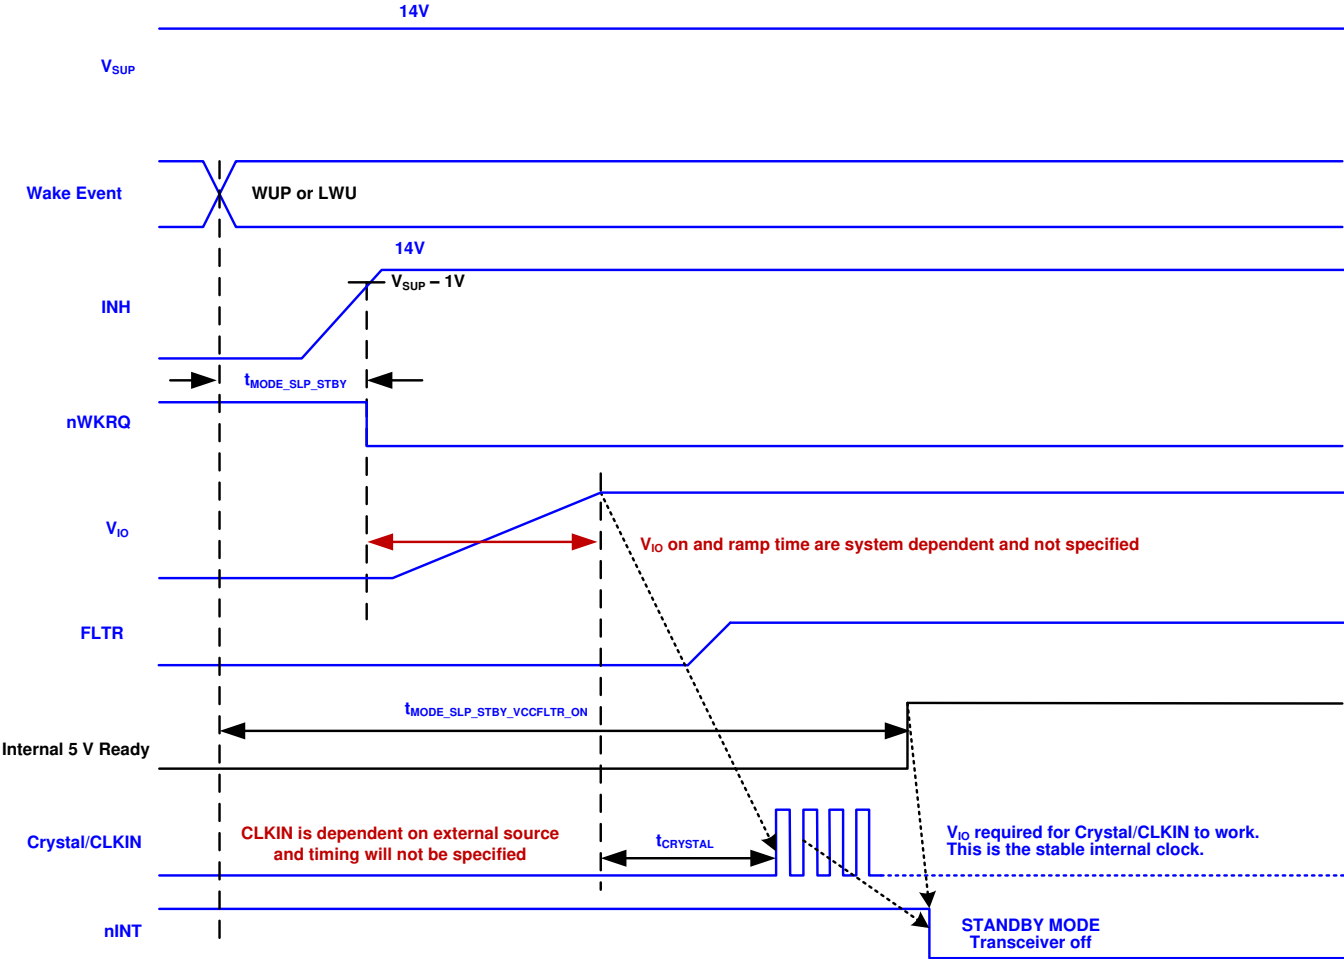 14V
VSUP
Wake Event
WUP or LWU
14V
VSUP – 1V
INH
tMODE_SLP_STBY
nWKRQ
VIO
VIO on and ramp time are system dependent and not specified
FLTR
tMODE_SLP_STBY_VCCFLTR_ON
Internal 5 V Ready
Crystal/CLKIN
CLKIN is dependent on external source
and timing will not be specified
tCRYSTAL
VIO required for Crystal/CLKIN to work.
This is the stable internal clock.
nINT
STANDBY MODE
Transceiver off